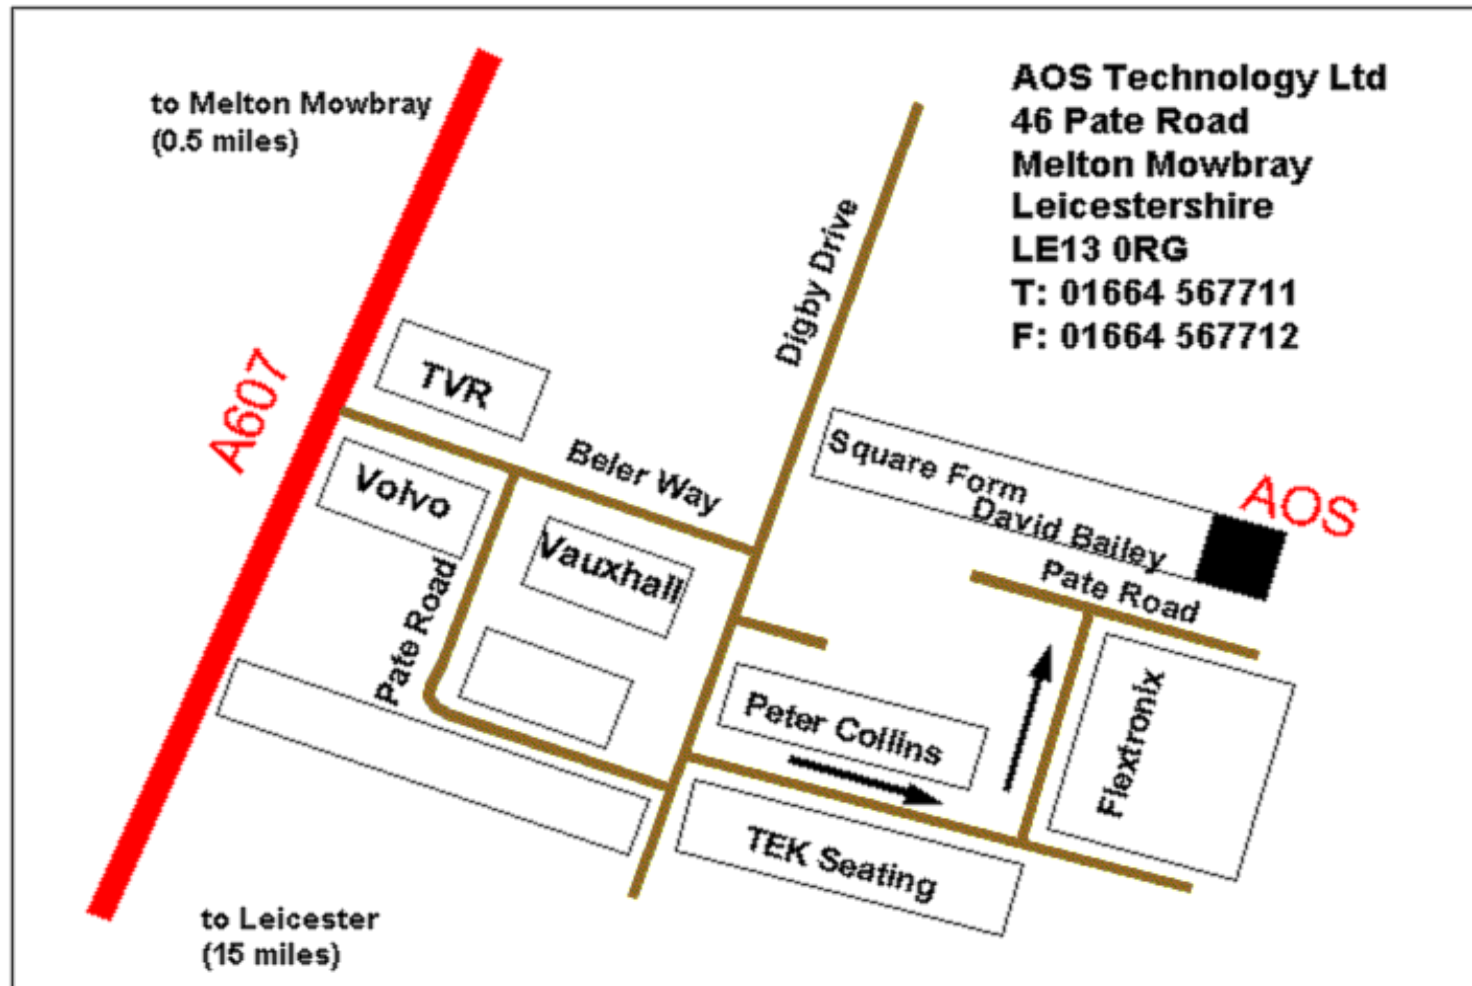 to Melton Mowbray
(0.5 miles)
AOS Technology Ltd
46 Pate Road
Melton Mowbray
Leicestershire
LE13 0RG
T: 01664 567711
F: 01664 567712
Digby Drive
A607
TVR
Volvo
Beler Way
Vauxhall
Pate Road
Square Form
David Bailey
AOS
Pate Road
Peter Collins
Flextronix
TEK Seating
to Leicester
(15 miles)